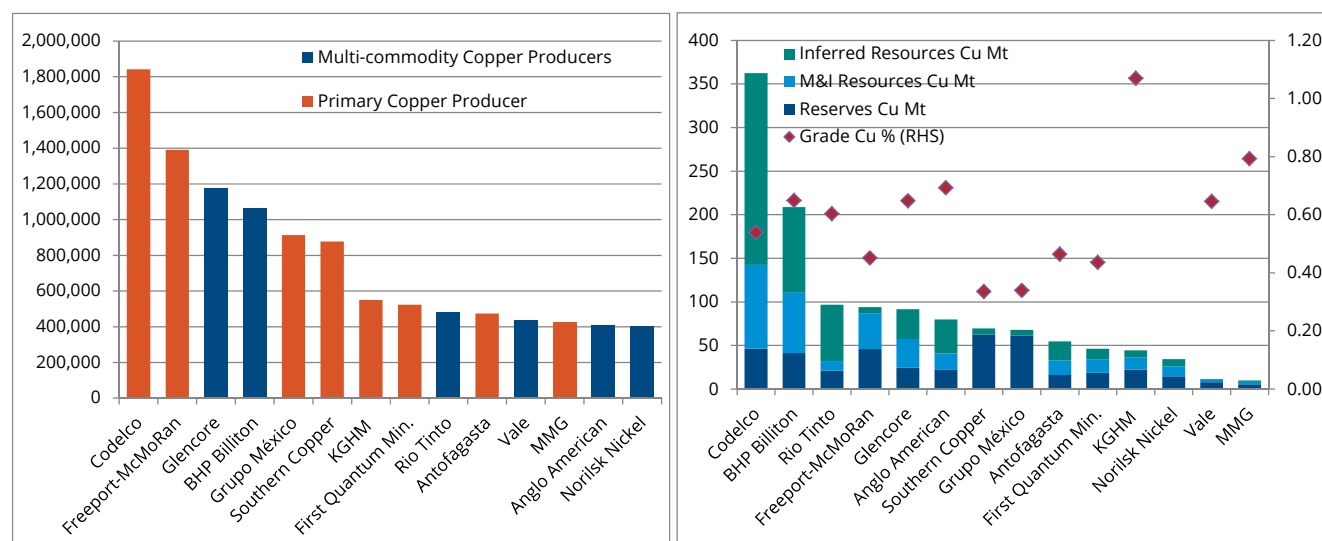 2,000,000
1,800,000
1,600,000
1,400,000
1,200,000
1,000,000
800,000
600,000
400,000
200,000
0
Multi-commodity Copper Producers
Primary Copper Producer
Codelco
Freeport-McMoRan
Glencore
BHP Billiton
Grupo México
Southern Copper
KGHM
First Quantum Min.
Rio Tinto
Antofagasta
Vale
MMG
Anglo American
Norilsk Nickel
400
350
300
250
200
150
100
50
0
Inferred Resources Cu Mt
M&I Resources Cu Mt
Reserves Cu Mt
Grade Cu % (RHS)
1.20
1.00
0.80
0.60
0.40
0.20
0.00
Codelco
BHP Billiton
Rio Tinto
Freeport-McMoRan
Glencore
Anglo American
Southern Copper
Grupo México
Antofagasta
First Quantum Min.
KGHM
Norilsk Nickel
Vale
MMG